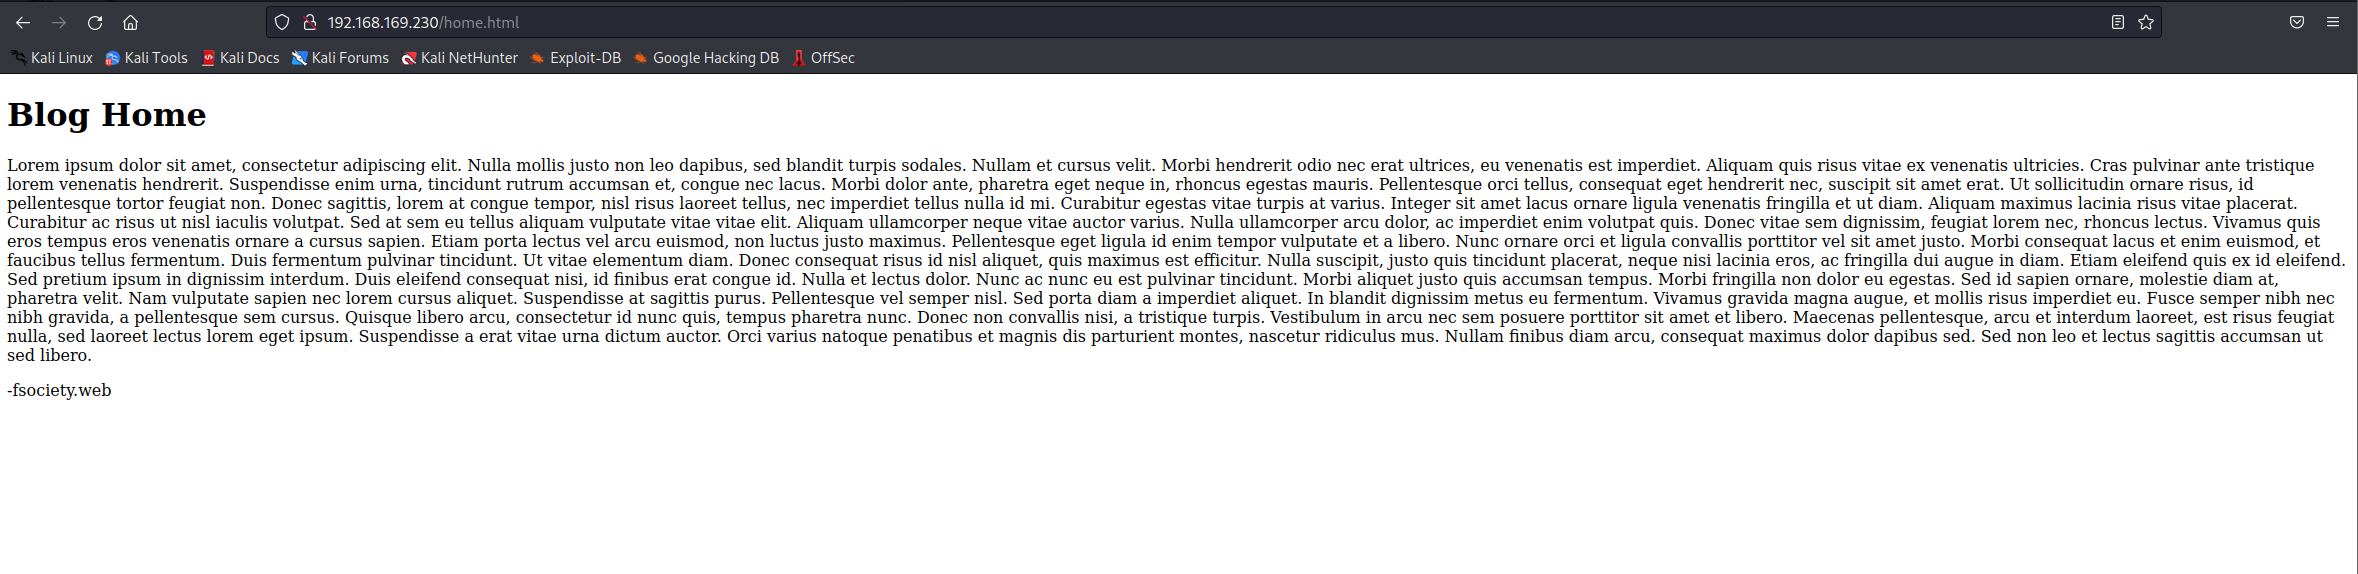 192.168.169.230/home.html
Kali Linux Kali Tools Kali Docs Kali Forums Kali NetHunter Exploit-DB Google Hacking DB OffSec
Blog Home
Lorem ipsum dolor sit amet, consectetur adipiscing elit. Nulla mollis justo non leo dapibus, sed blandit turpis sodales. Nullam et cursus velit. Morbi hendrerit odio nec erat ultrices, eu venenatis est imperdiet. Aliquam quis risus vitae ex venenatis ultricies. Cras pulvinar ante tristique
lorem venenatis hendrerit. Suspendisse enim urna, tincidunt rutrum accumsan et, congue nec lacus. Morbi dolor ante, pharetra eget neque in, rhoncus egestas mauris. Pellentesque orci tellus, consequat eget hendrerit nec, suscipit sit amet erat. Ut sollicitudin ornare risus, id
pellentesque tortor feugiat non. Donec sagittis, lorem at congue tempor, nisl risus laoreet tellus, nec imperdiet tellus nulla id mi. Curabitur egestas vitae turpis at varius. Integer sit amet lacus ornare ligula venenatis fringilla et ut diam. Aliquam maximus lacinia risus vitae placerat.
Curabitur ac risus ut nisl iaculis volutpat. Sed at sem eu tellus aliquam vulputate vitae vitae elit. Aliquam ullamcorper neque vitae auctor varius. Nulla ullamcorper arcu dolor, ac imperdiet enim volutpat quis. Donec vitae sem dignissim, feugiat lorem nec, rhoncus lectus. Vivamus quis
eros tempus eros venenatis ornare a cursus sapien. Etiam porta lectus vel arcu euismod, non luctus justo maximus. Pellentesque eget ligula id enim tempor vulputate et a libero. Nunc ornare orci et ligula convallis porttitor vel sit amet justo. Morbi consequat lacus et enim euismod, et
faucibus tellus fermentum. Duis fermentum pulvinar tincidunt. Ut vitae elementum diam. Donec consequat risus id nisl aliquet, quis maximus est efficitur. Nulla suscipit, justo quis tincidunt placerat, neque nisi lacinia eros, ac fringilla dui augue in diam. Etiam eleifend quis ex id eleifend.
Sed pretium ipsum in dignissim interdum. Duis eleifend consequat nisi, id finibus erat congue id. Nulla et lectus dolor. Nunc ac nunc eu est pulvinar tincidunt. Morbi aliquet justo quis accumsan tempus. Morbi fringilla non dolor eu egestas. Sed id sapien ornare, molestie diam at,
pharetra velit. Nam vulputate sapien nec lorem cursus aliquet. Suspendisse at sagittis purus. Pellentesque vel semper nisl. Sed porta diam a imperdiet aliquet. In blandit dignissim metus eu fermentum. Vivamus gravida magna augue, et mollis risus imperdiet eu. Fusce semper nibh nec
nibh gravida, a pellentesque sem cursus. Quisque libero arcu, consectetur id nunc quis, tempus pharetra nunc. Donec non convallis nisi, a tristique turpis. Vestibulum in arcu nec sem posuere porttitor sit amet et libero. Maecenas pellentesque, arcu et interdum laoreet, est risus feugiat
nulla, sed laoreet lectus lorem eget ipsum. Suspendisse a erat vitae urna dictum auctor. Orci varius natoque penatibus et magnis dis parturient montes, nascetur ridiculus mus. Nullam finibus diam arcu, consequat maximus dolor dapibus sed. Sed non leo et lectus sagittis accumsan ut
sed libero.
-fsociety.web